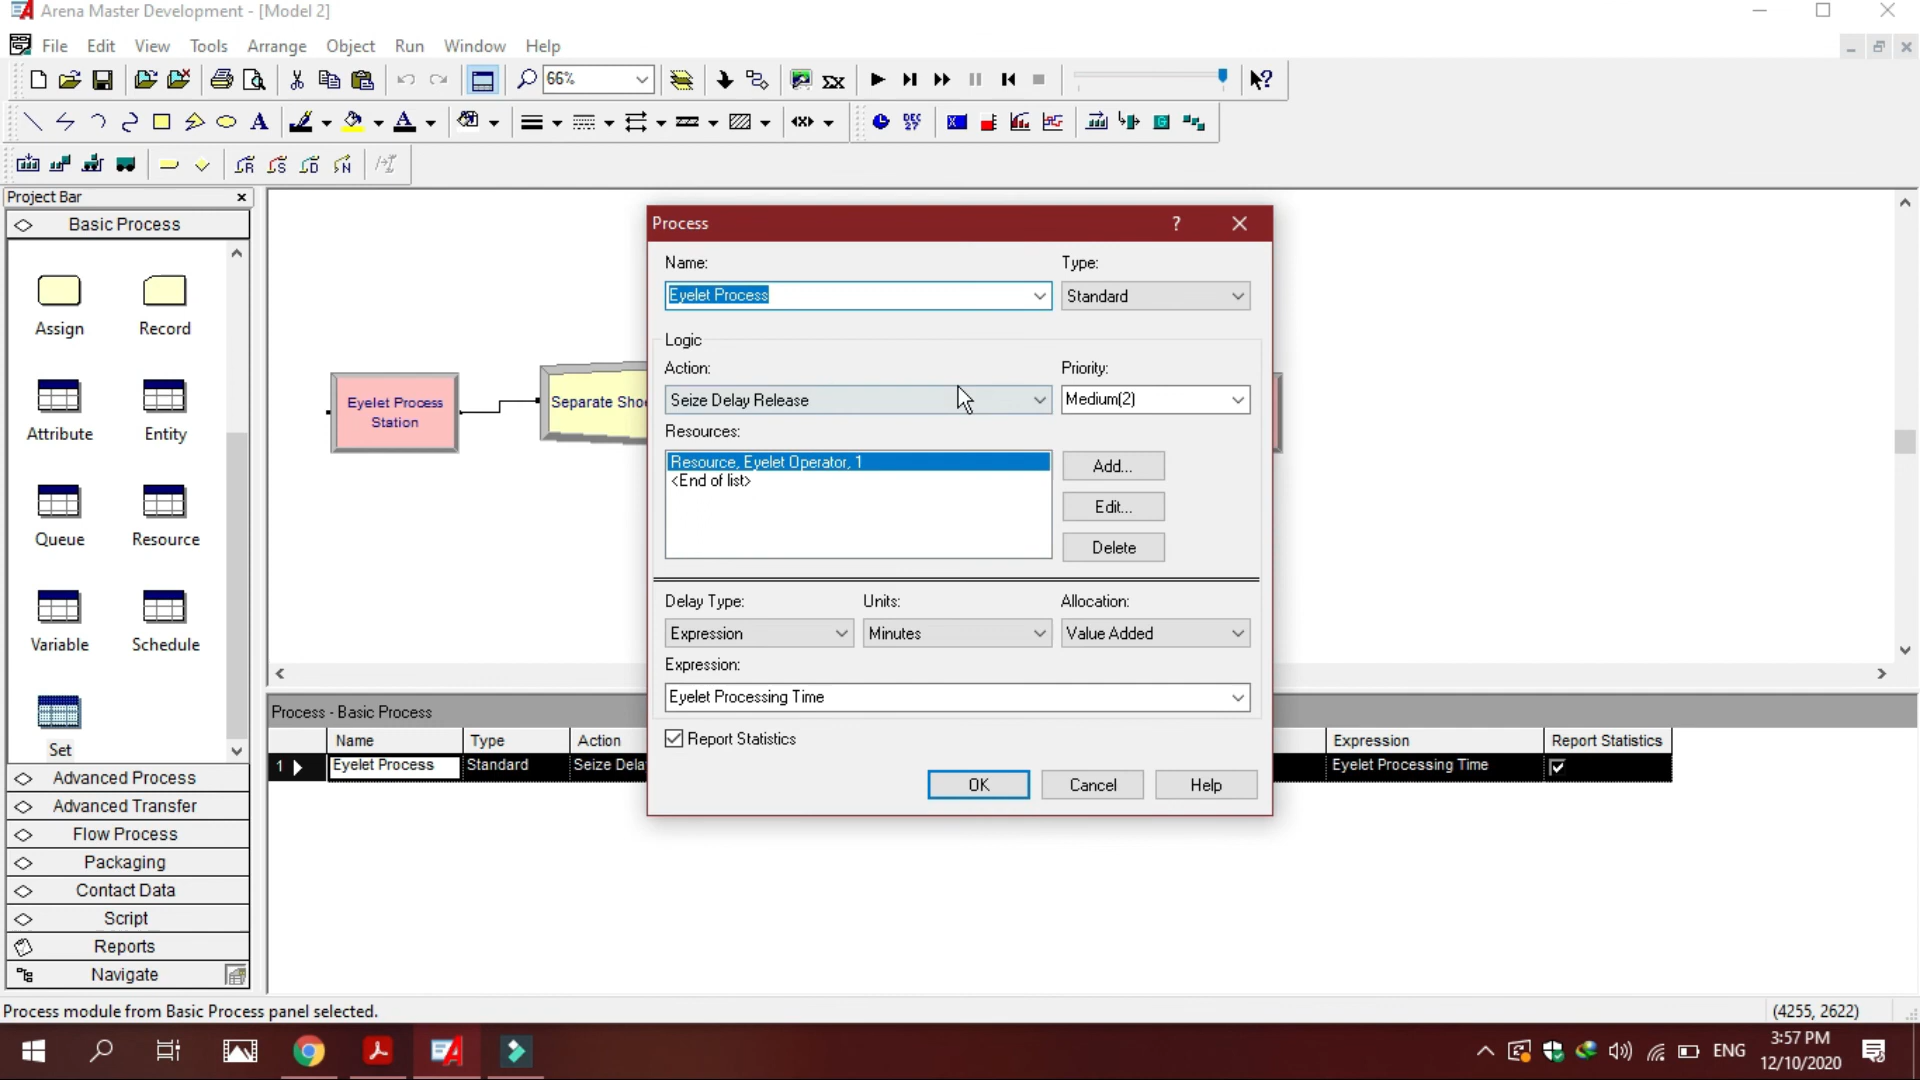 Arena Master Development - [Model 2]
File Edit View Tools Arrange Object Run Window Help
66%
Project Bar
Basic Process
Assign Record
Attribute Entity
Queue Resource
Variable Schedule
Set
Advanced Process
Advanced Transfer
Flow Process
Packaging
Contact Data
Script
Reports
Navigate
Eyelet Process
Station
Separate Shoe
Process
Name: Type:
Eyelet Process Standard
Logic
Action: Priority:
Seize Delay Release Medium(2)
Resources:
Resource, Eyelet Operator, 1
<End of list>
Add...
Edit...
Delete
Delay Type: Units: Allocation:
Expression Minutes Value Added
Expression:
Eyelet Processing Time
Report Statistics
OK Cancel Help
Process - Basic Process
Name Type Action Expression Report Statistics
1 Eyelet Process Standard Seize Dela Eyelet Processing Time
Process module from Basic Process panel selected.
(4255, 2622)
ENG
3:57 PM
12/10/2020